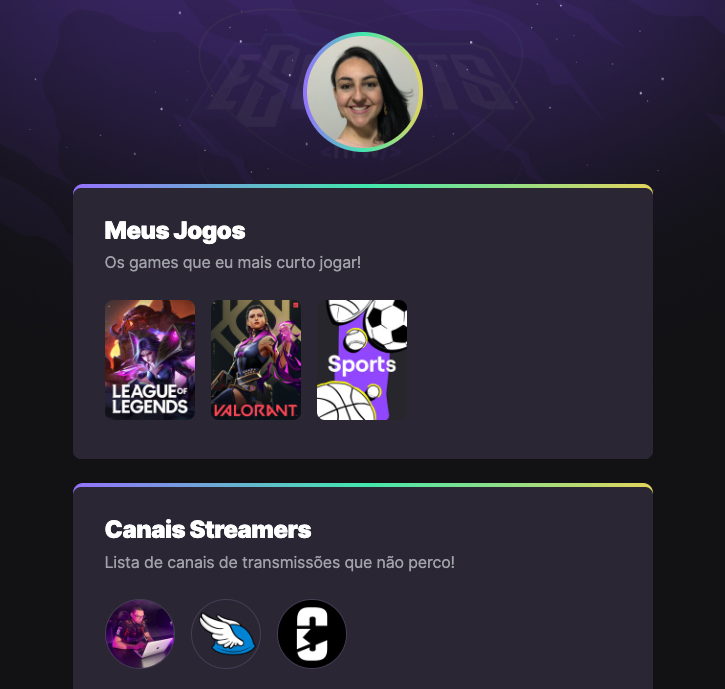 ESPORTS
Meus Jogos
Os games que eu mais curto jogar!
LEAGUE OF
LEGENDS
VALORANT
Sports
Canais Streamers
Lista de canais de transmissões que não perco!